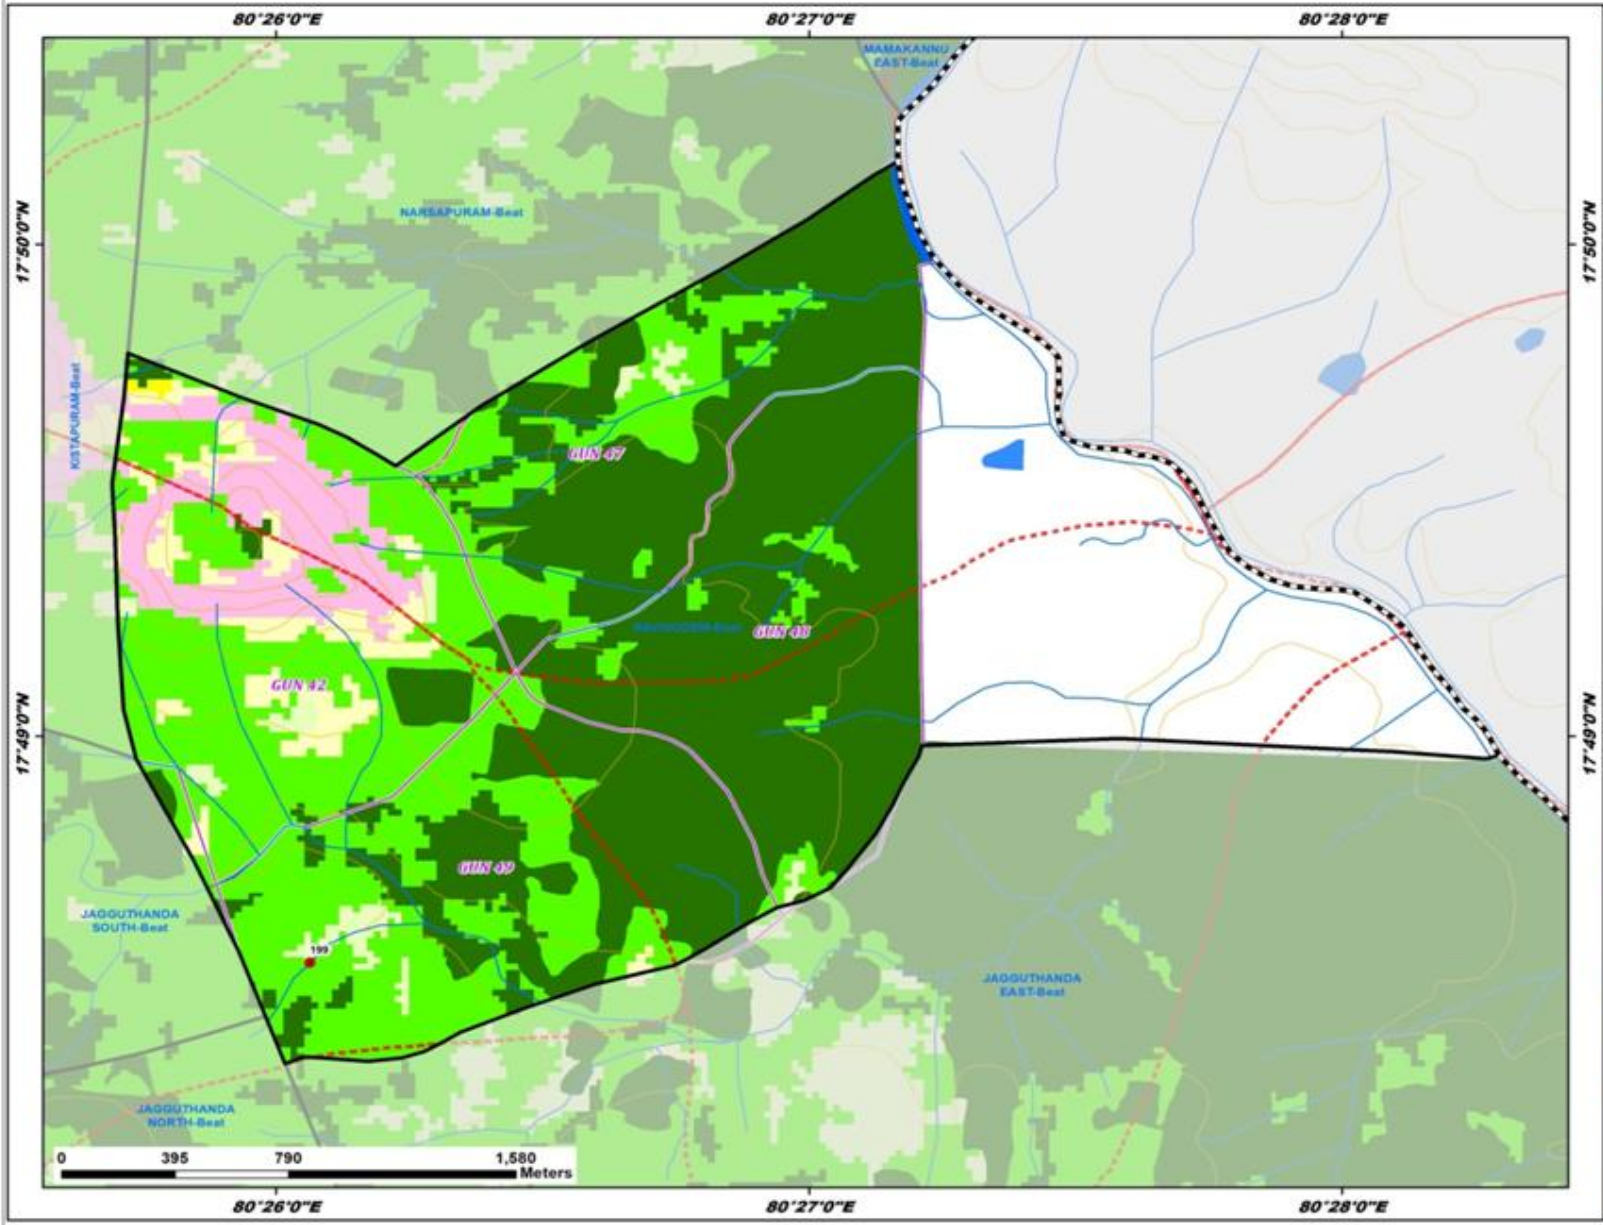 80°26'0"E
80°27'0"E
80°28'0"E
MAMAKANNU
EAST-Beat
17°50'0"N
NARSAPURAM-Beat
17°50'0"N
KISTAPURAM-Beat
GUN 47
GUN 48
GUN 42
17°49'0"N
17°49'0"N
GUN 49
JAGGUTHANDA
SOUTH-Beat
199
JAGGUTHANDA
EAST-Beat
JAGGUTHANDA
NORTH-Beat
0 395 790 1,580
Meters
80°26'0"E
80°27'0"E
80°28'0"E